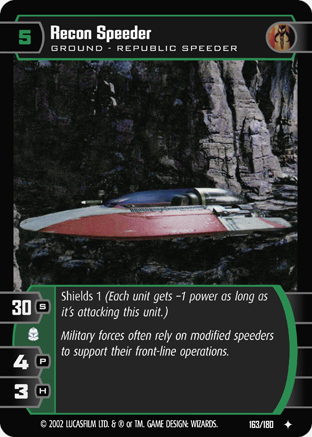 5 Recon Speeder
GROUND - REPUBLIC SPEEDER
30 S
4 P
3 H
Shields 1 (Each unit gets –1 power as long as
it's attacking this unit.)
Military forces often rely on modified speeders
to support their front-line operations.
© 2002 LUCASFILM LTD. & ® or TM. GAME DESIGN: WIZARDS. 163/180